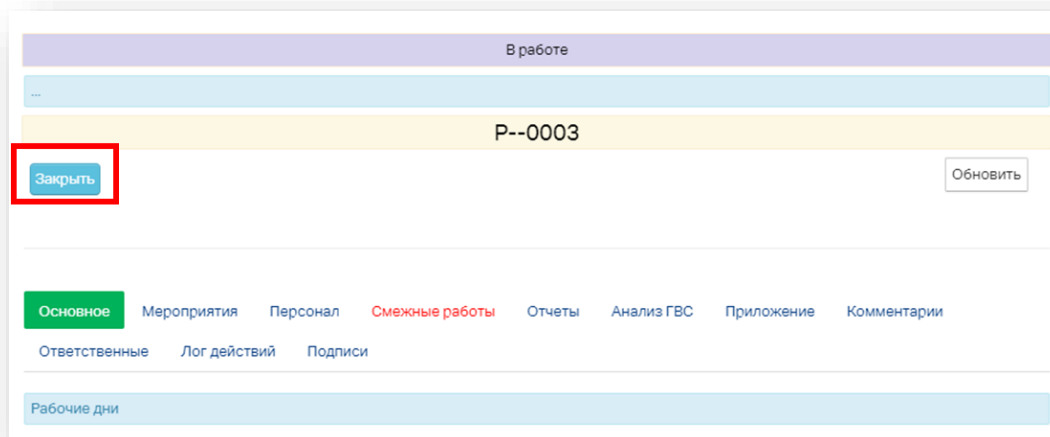 В работе
...
Р--0003
Закрыть
Обновить
Основное Мероприятия Персонал Смежные работы Отчеты Анализ ГВС Приложение Комментарии
Ответственные Лог действий Подписи
Рабочие дни